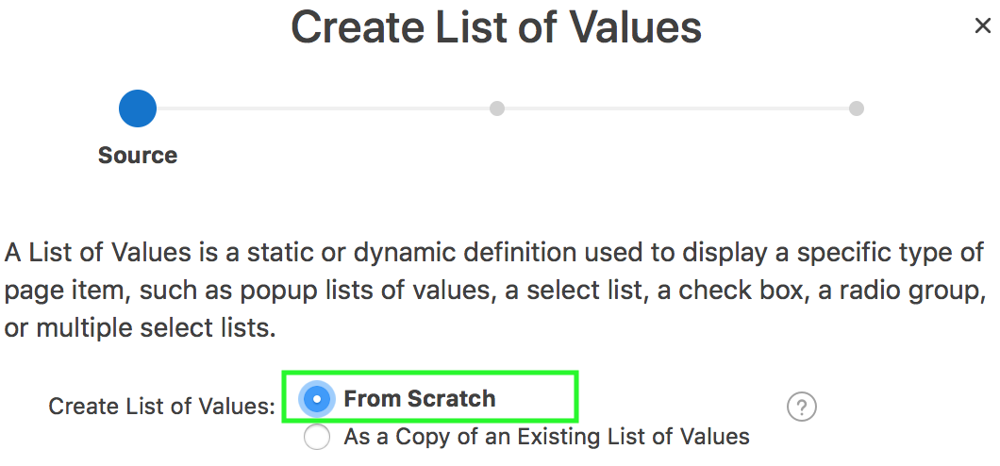 Create List of Values
Source
A List of Values is a static or dynamic definition used to display a specific type of
page item, such as popup lists of values, a select list, a check box, a radio group,
or multiple select lists.
Create List of Values:
From Scratch
?
As a Copy of an Existing List of Values